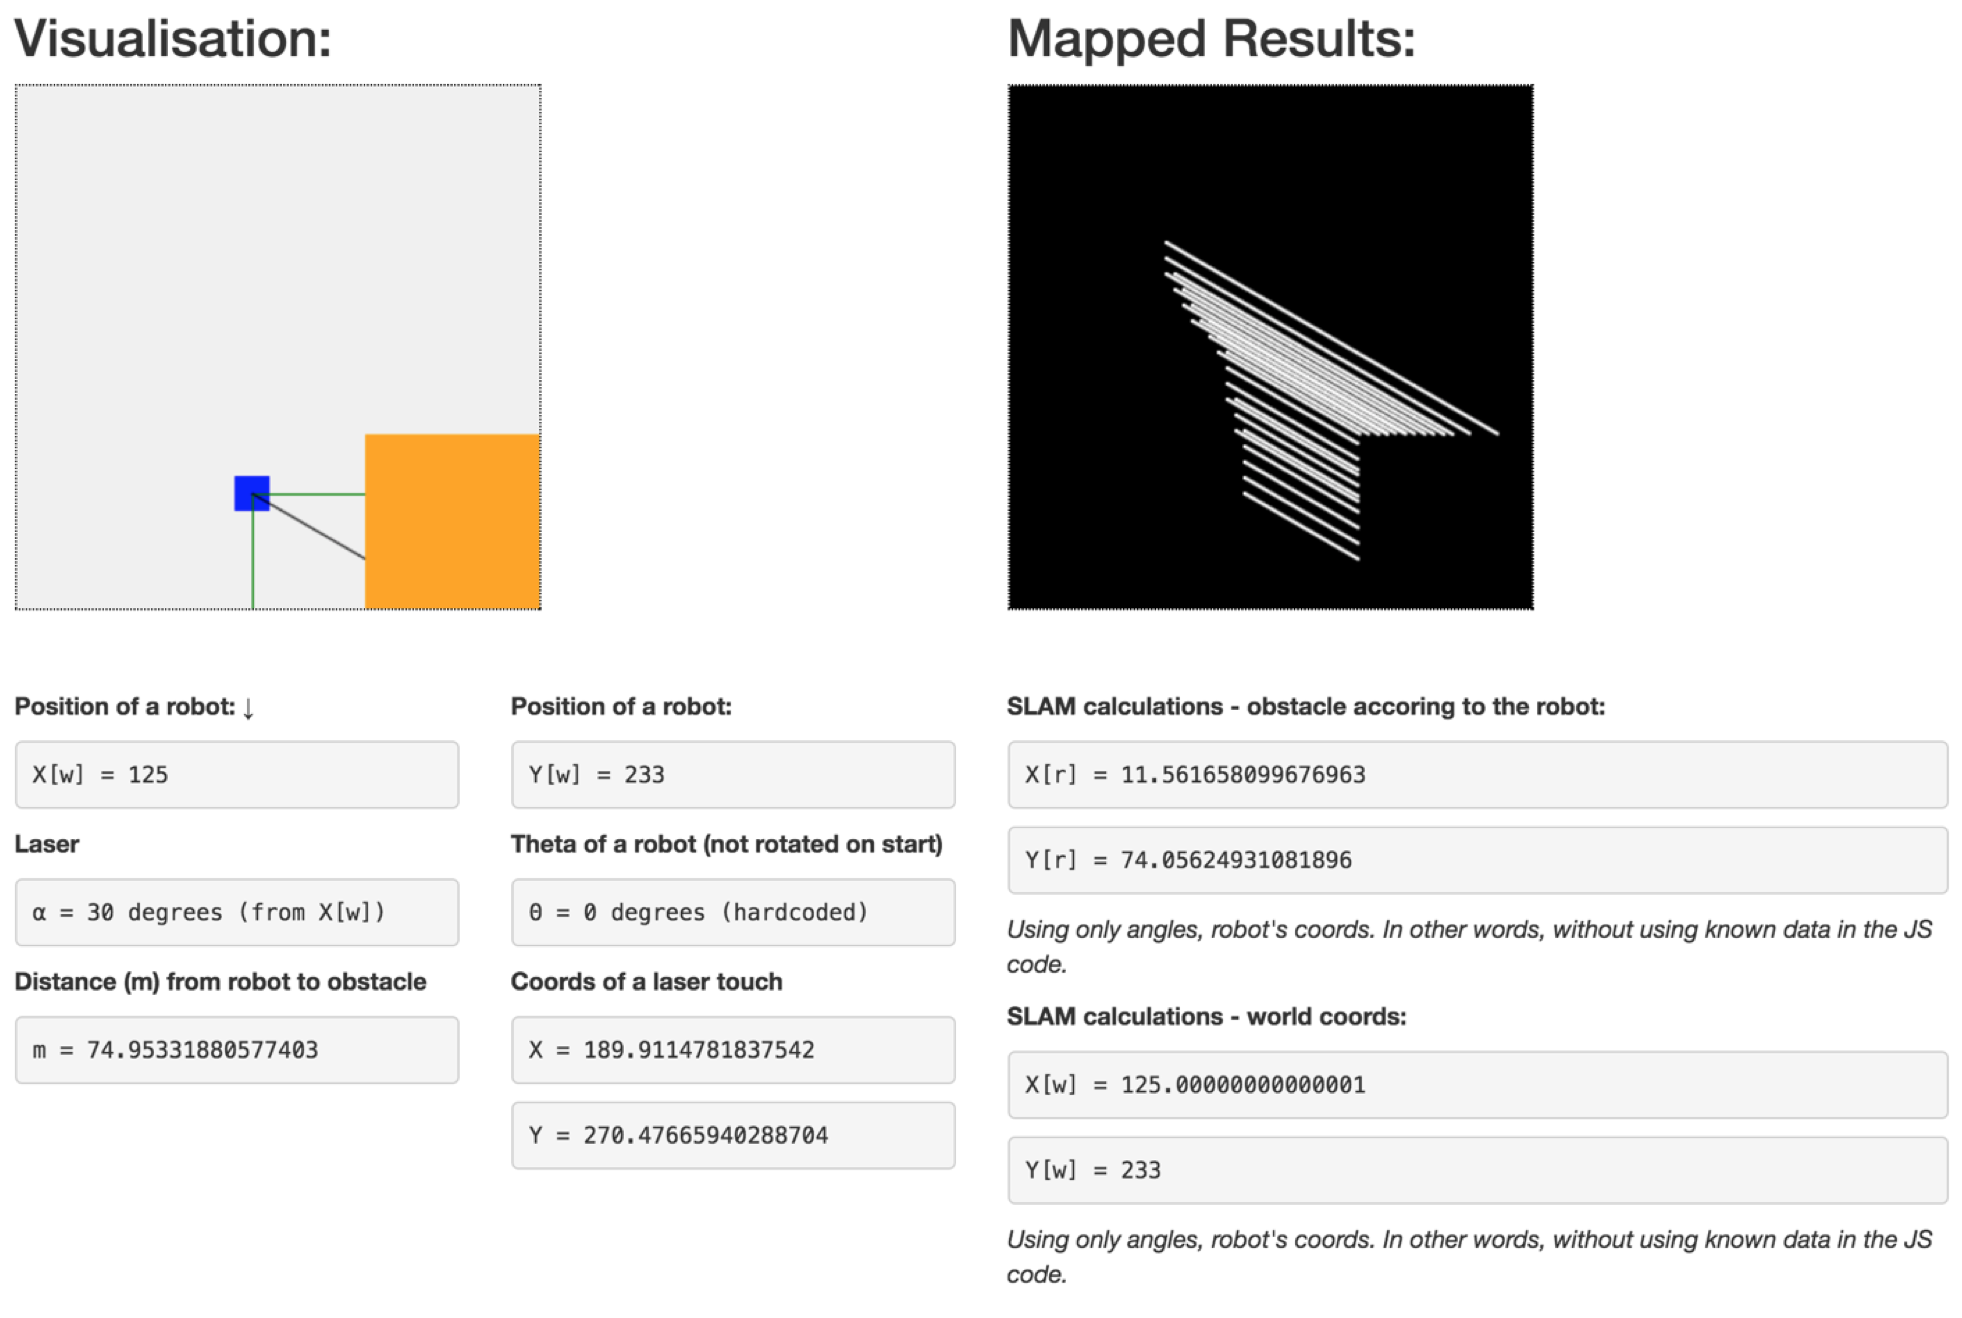 Visualisation:
Mapped Results:
Position of a robot: ↓
X[w] = 125
Position of a robot:
Y[w] = 233
Laser
α = 30 degrees (from X[w])
Theta of a robot (not rotated on start)
θ = 0 degrees (hardcoded)
Distance (m) from robot to obstacle
m = 74.95331880577403
Coords of a laser touch
X = 189.9114781837542
Y = 270.47665940288704
SLAM calculations - obstacle accoring to the robot:
X[r] = 11.561658099676963
Y[r] = 74.05624931081896
Using only angles, robot's coords. In other words, without using known data in the JS
code.
SLAM calculations - world coords:
X[w] = 125.00000000000001
Y[w] = 233
Using only angles, robot's coords. In other words, without using known data in the JS
code.